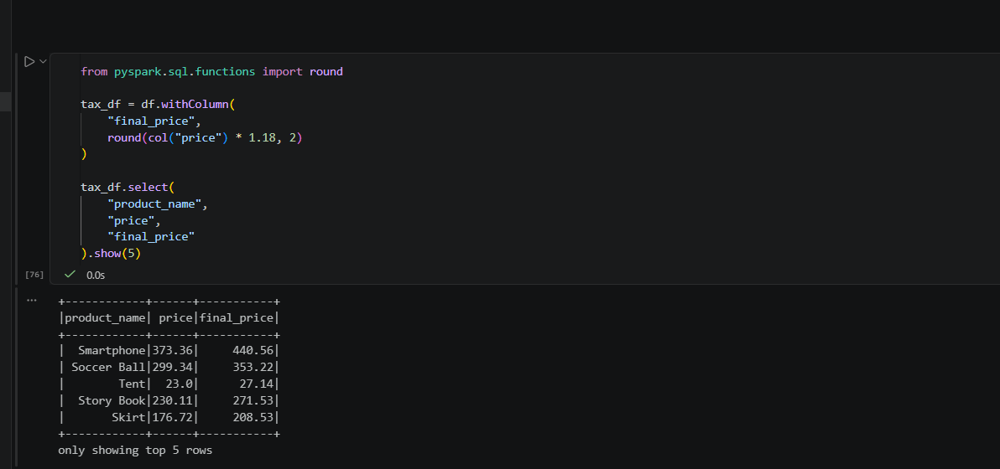 from pyspark.sql.functions import round
tax_df = df.withColumn(
    "final_price",
    round(col("price") * 1.18, 2)
)
tax_df.select(
    "product_name",
    "price",
    "final_price"
).show(5)
[76] 0.0s
...
+------------+------+-----------+
|product_name| price|final_price|
+------------+------+-----------+
|  Smartphone|373.36|     440.56|
| Soccer Ball|299.34|     353.22|
|        Tent|  23.0|      27.14|
|  Story Book|230.11|     271.53|
|       Skirt|176.72|     208.53|
+------------+------+-----------+
only showing top 5 rows